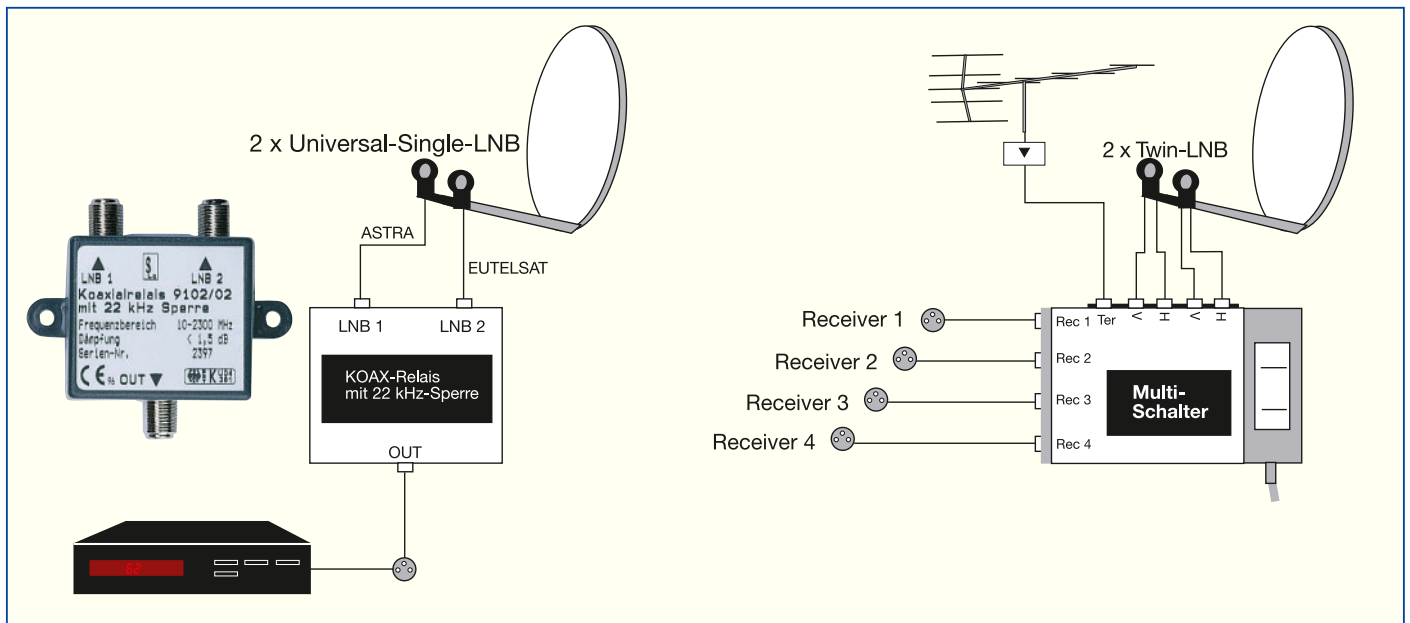 2 x Universal-Single-LNB
ASTRA
EUTELSAT
LNB 1
LNB 2
Koaxialrelais 9102/02
mit 22 kHz Sperre
Frequenzbereich 10-2300 MHz
Dämpfung < 1,5 dB
Serien-Nr. 2397
CE 96 OUT
LNB 1 LNB 2
KOAX-Relais
mit 22 kHz-Sperre
OUT
62
2 x Twin-LNB
Ter V H V H
Receiver 1
Rec 1
Receiver 2
Rec 2
Receiver 3
Rec 3
Receiver 4
Rec 4
Multi-
Schalter